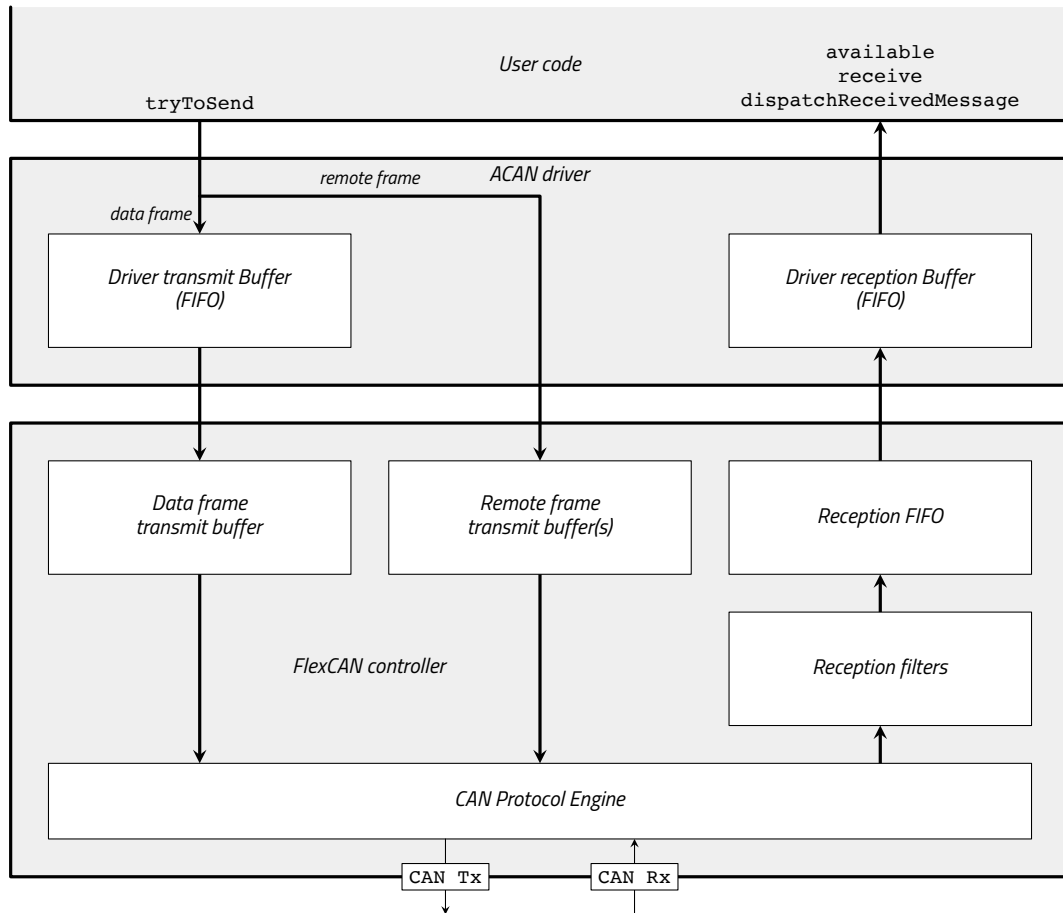 User code
available
receive
dispatchReceivedMessage
tryToSend
ACAN driver
remote frame
data frame
Driver transmit Buffer
(FIFO)
Driver reception Buffer
(FIFO)
Data frame
transmit buffer
Remote frame
transmit buffer(s)
Reception FIFO
FlexCAN controller
Reception filters
CAN Protocol Engine
CAN Tx
CAN Rx